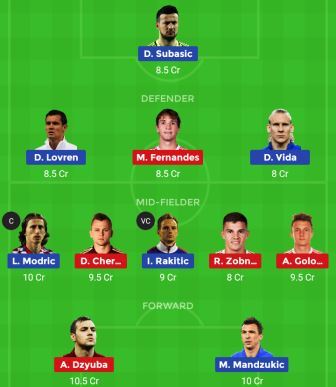 D. Subasic
8.5 Cr
DEFENDER
D. Lovren M. Fernandes D. Vida
8.5 Cr 8.5 Cr 8 Cr
MID-FIELDER
C VC
L. Modric D. Cher... I. Rakitic R. Zobn... A. Golo...
10 Cr 9.5 Cr 9 Cr 8 Cr 9.5 Cr
FORWARD
A. Dzyuba M. Mandzukic
10.5 Cr 10 Cr